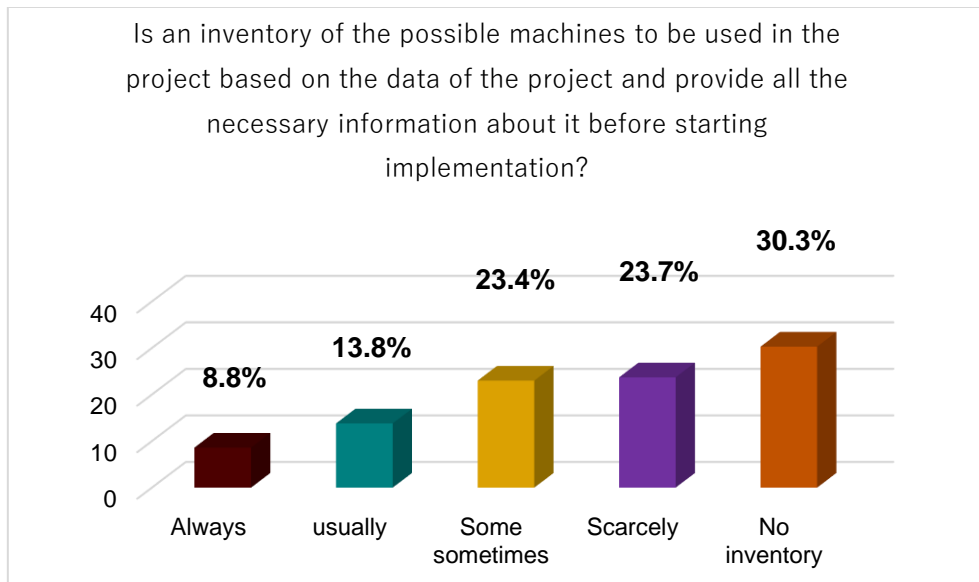 Is an inventory of the possible machines to be used in the
project based on the data of the project and provide all the
necessary information about it before starting
implementation?
30.3%
23.7%
23.4%
13.8%
8.8%
40
30
20
10
0
Always
usually
Some
sometimes
Scarcely
No
inventory